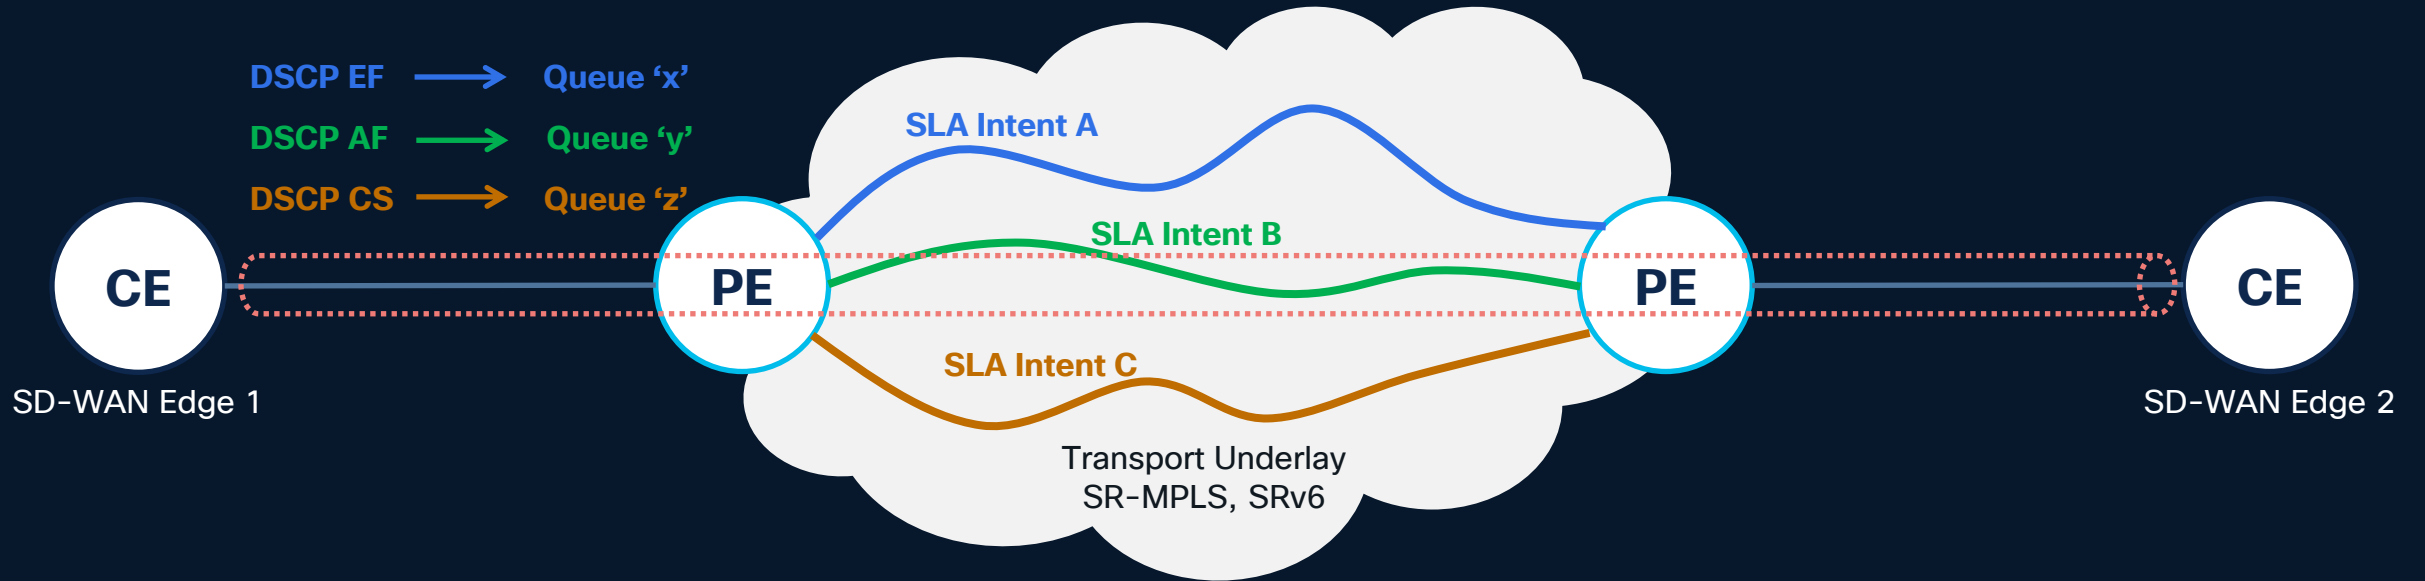 DSCP EF
Queue ‘x’
DSCP AF
Queue ‘y’
DSCP CS
Queue ‘z’
SLA Intent A
SLA Intent B
SLA Intent C
CE
PE
PE
CE
SD-WAN Edge 1
SD-WAN Edge 2
Transport Underlay
SR-MPLS, SRv6